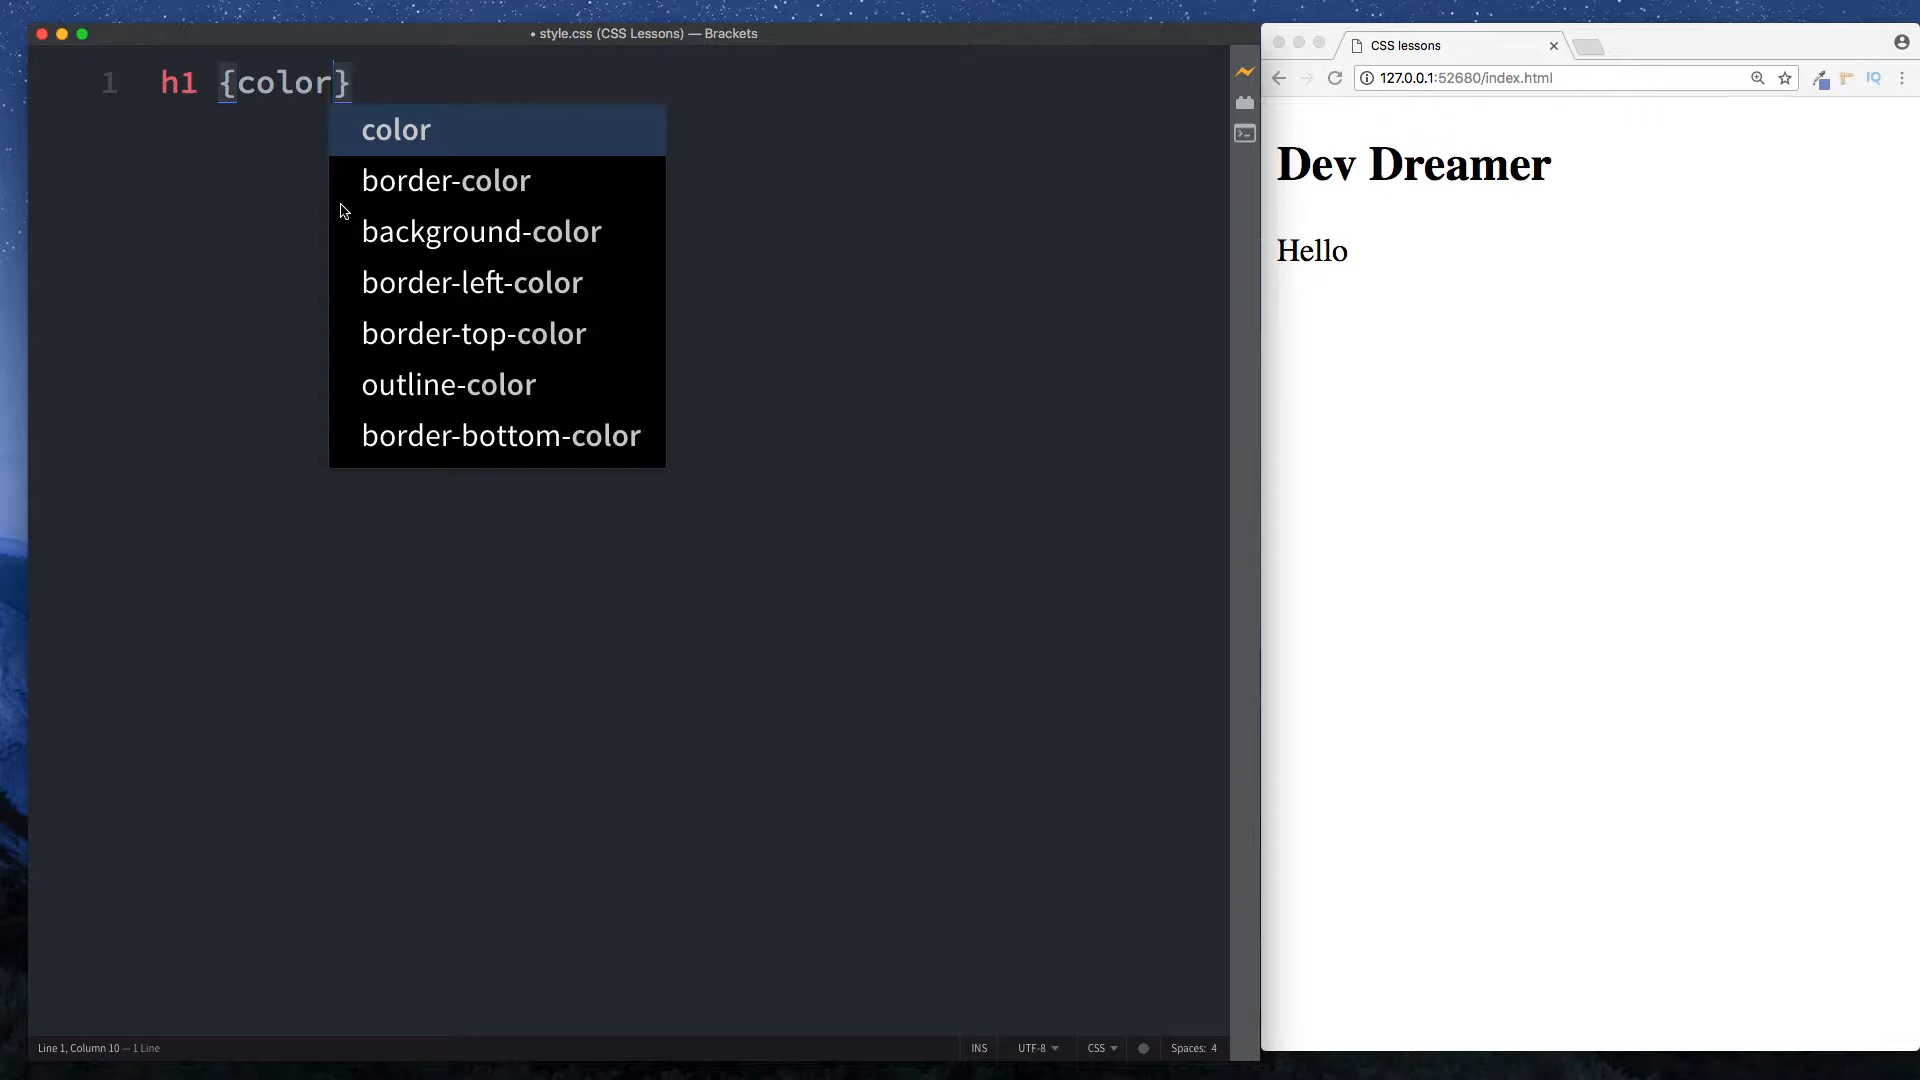 • style.css (CSS Lessons) — Brackets
1 h1 {color}
color
border-color
background-color
border-left-color
border-top-color
outline-color
border-bottom-color
Line 1, Column 10 — 1 Line
INS
UTF-8
CSS
Spaces: 4
CSS lessons
127.0.0.1:52680/index.html
IQ
Dev Dreamer
Hello